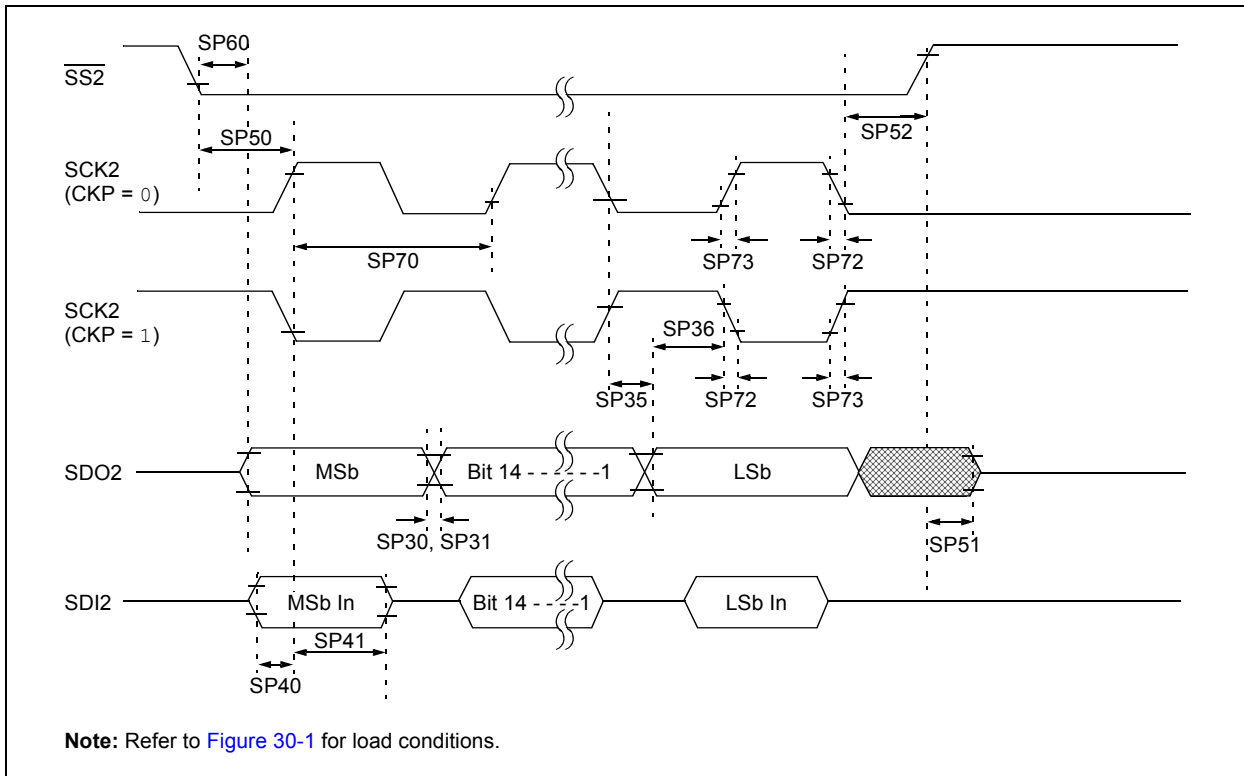 SP60
SS2
SP50
SP52
SCK2
(CKP = 0)
SP70
SP73
SP72
SCK2
(CKP = 1)
SP36
SP35
SP72
SP73
SDO2
MSb
Bit 14 - - - - - -1
LSb
SP30, SP31
SP51
SDI2
MSb In
Bit 14 - - - -1
LSb In
SP41
SP40
Note: Refer to Figure 30-1 for load conditions.